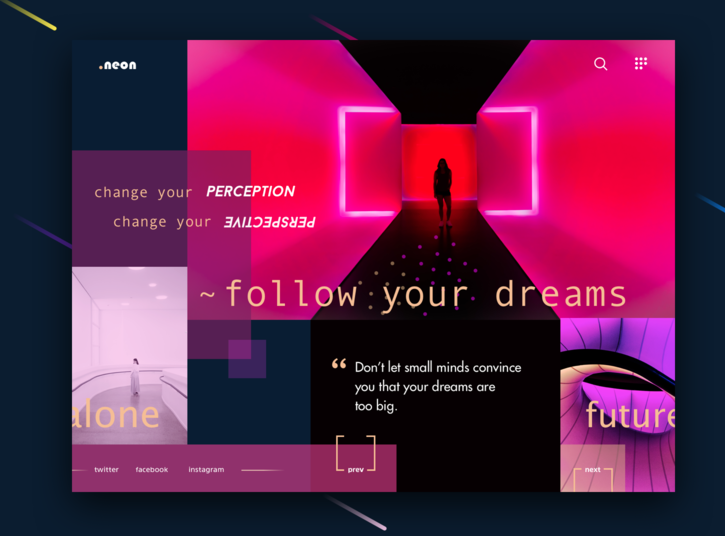 .neon
change your PERCEPTION
change your PERSPECTIVE
~follow your dreams
“ Don't let small minds convince
you that your dreams are
too big.
alone
future
twitter facebook instagram
prev
next